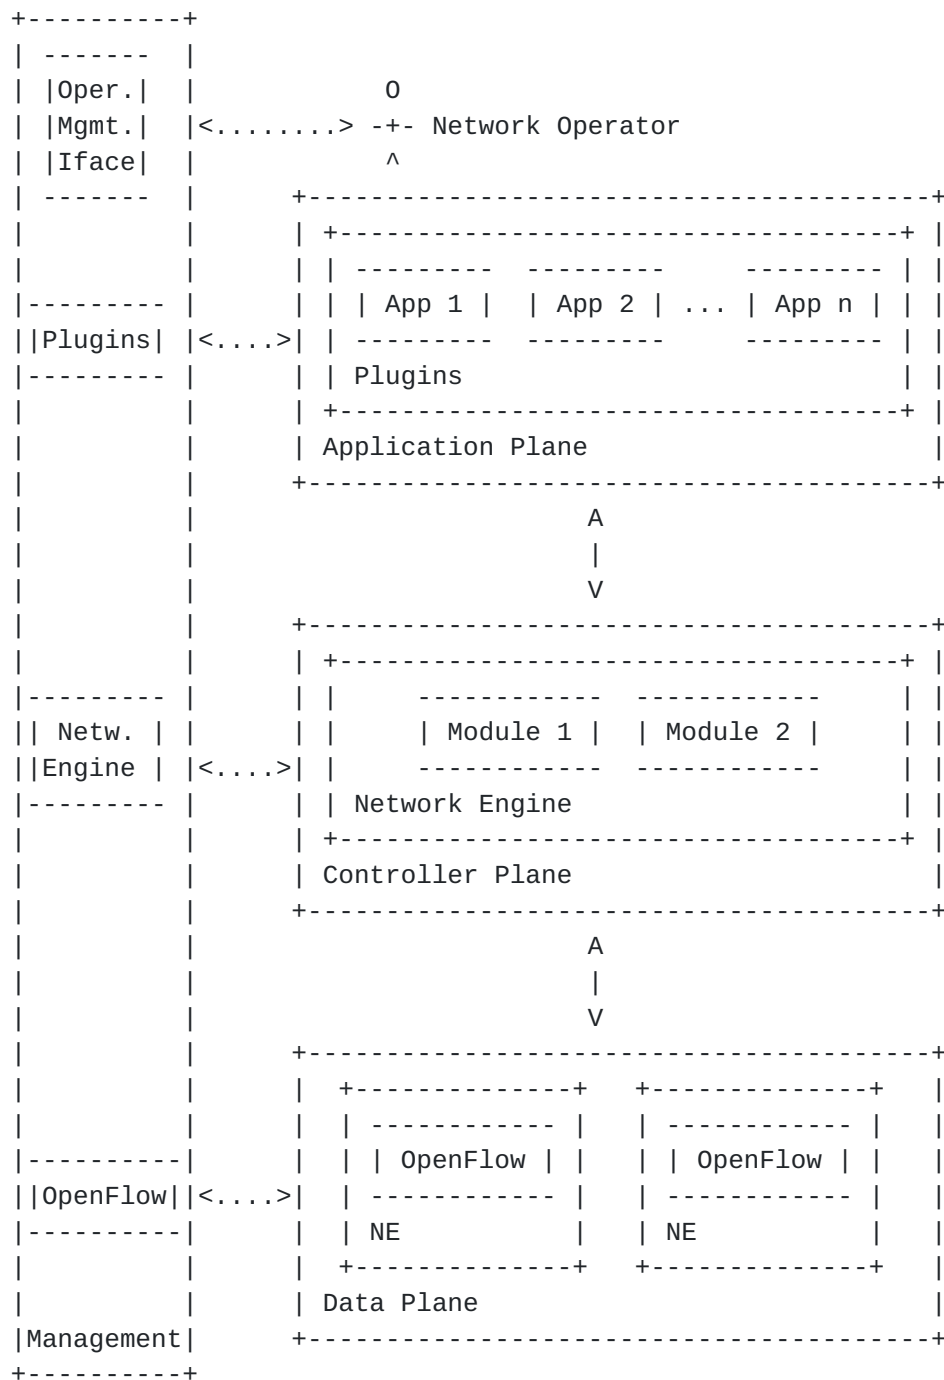 Oper.
Mgmt.
Iface
O
-+- Network Operator
^
App 1 App 2 ... App n
Plugins
Plugins
Application Plane
A
|
V
Module 1 Module 2
Netw.
Engine
Network Engine
Controller Plane
A
|
V
OpenFlow OpenFlow
OpenFlow
NE NE
Data Plane
Management